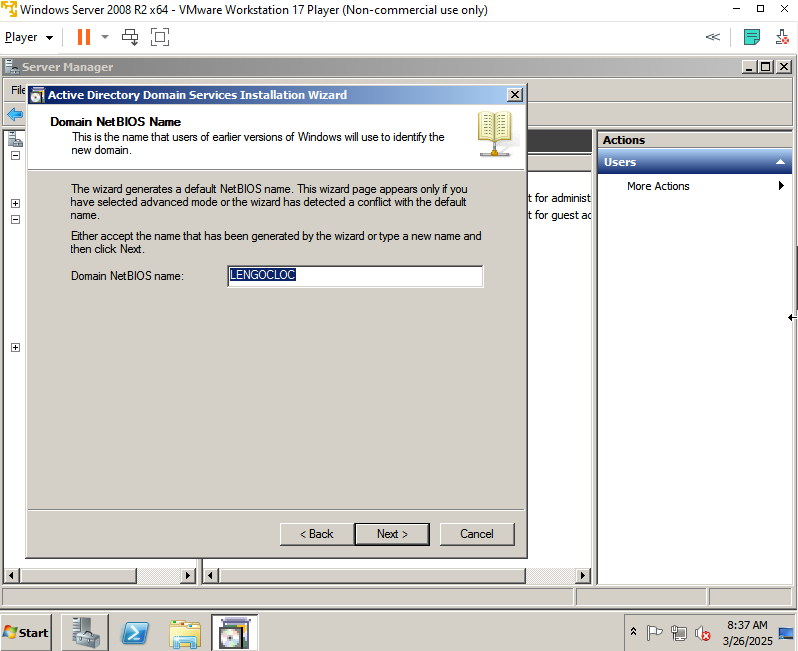 Windows Server 2008 R2 x64 - VMware Workstation 17 Player (Non-commercial use only)
Player
Server Manager
File
Active Directory Domain Services Installation Wizard
Domain NetBIOS Name
This is the name that users of earlier versions of Windows will use to identify the
new domain.
The wizard generates a default NetBIOS name. This wizard page appears only if you
have selected advanced mode or the wizard has detected a conflict with the default
name.
Either accept the name that has been generated by the wizard or type a new name and
then click Next.
Domain NetBIOS name:
LENGOCLOC
< Back
Next >
Cancel
t for administ
t for guest ac
Actions
Users
More Actions
Start
8:37 AM
3/26/2025